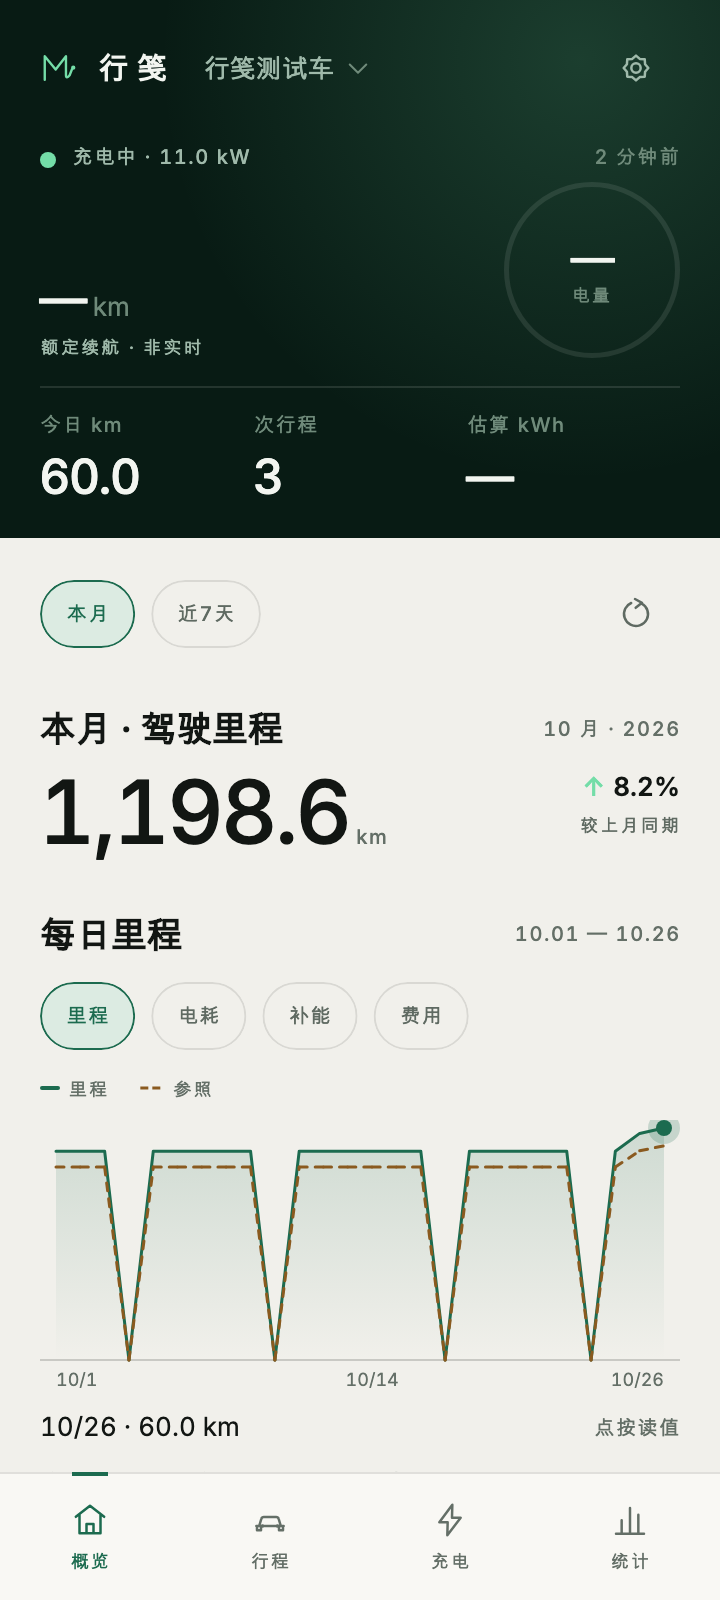 行笺 行笺测试车
充电中 · 11.0 kW 2 分钟前
—
电量
— km
额定续航 · 非实时
今日 km 次行程 估算 kWh
60.0 3 —
本月 近7天
本月 · 驾驶里程 10 月 · 2026
1,198.6 km ↑ 8.2%
较上月同期
每日里程 10.01 — 10.26
里程 电耗 补能 费用
里程 参照
10/1 10/14 10/26
10/26 · 60.0 km 点按读值
概览 行程 充电 统计